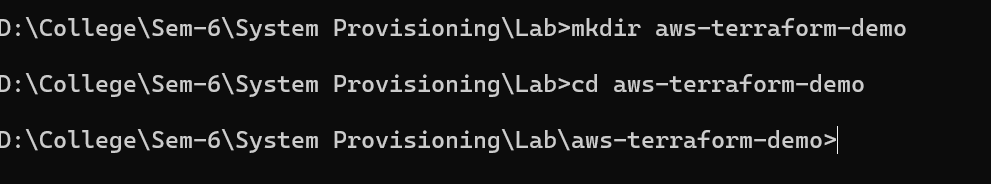 D:\College\Sem-6\System Provisioning\Lab>mkdir aws-terraform-demo
D:\College\Sem-6\System Provisioning\Lab>cd aws-terraform-demo
D:\College\Sem-6\System Provisioning\Lab\aws-terraform-demo>